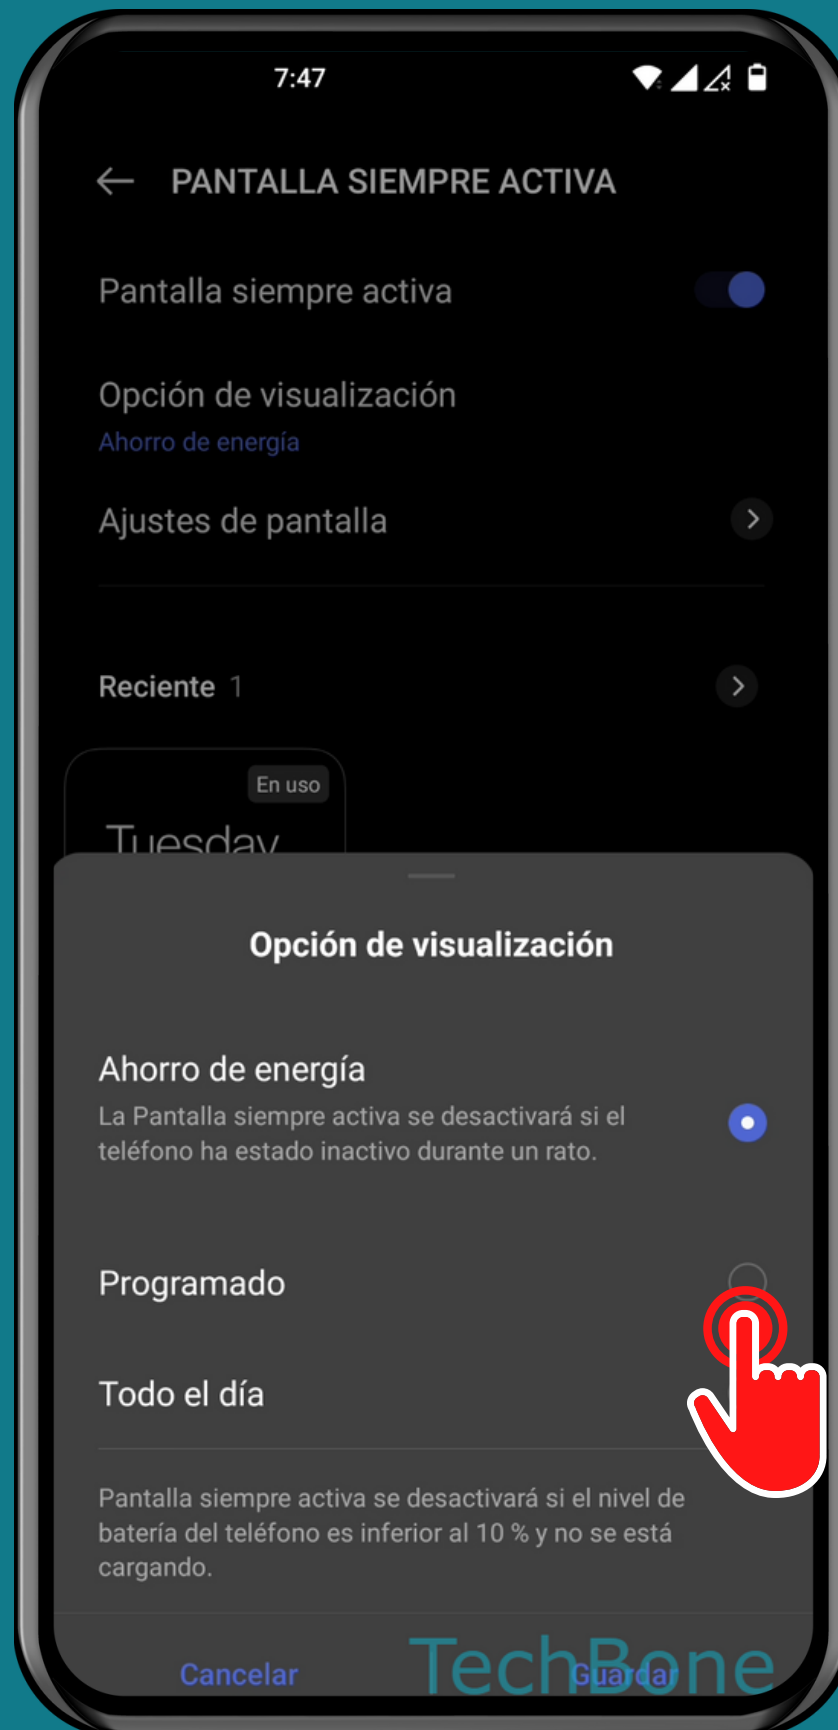 7:47
PANTALLA SIEMPRE ACTIVA
Pantalla siempre activa
Opción de visualización
Ahorro de energía
Ajustes de pantalla
Reciente 1
En uso
Tuesday
Opción de visualización
Ahorro de energía
La Pantalla siempre activa se desactivará si el
teléfono ha estado inactivo durante un rato.
Programado
Todo el día
Pantalla siempre activa se desactivará si el nivel de
batería del teléfono es inferior al 10 % y no se está
cargando.
Cancelar
Guardar
TechBone